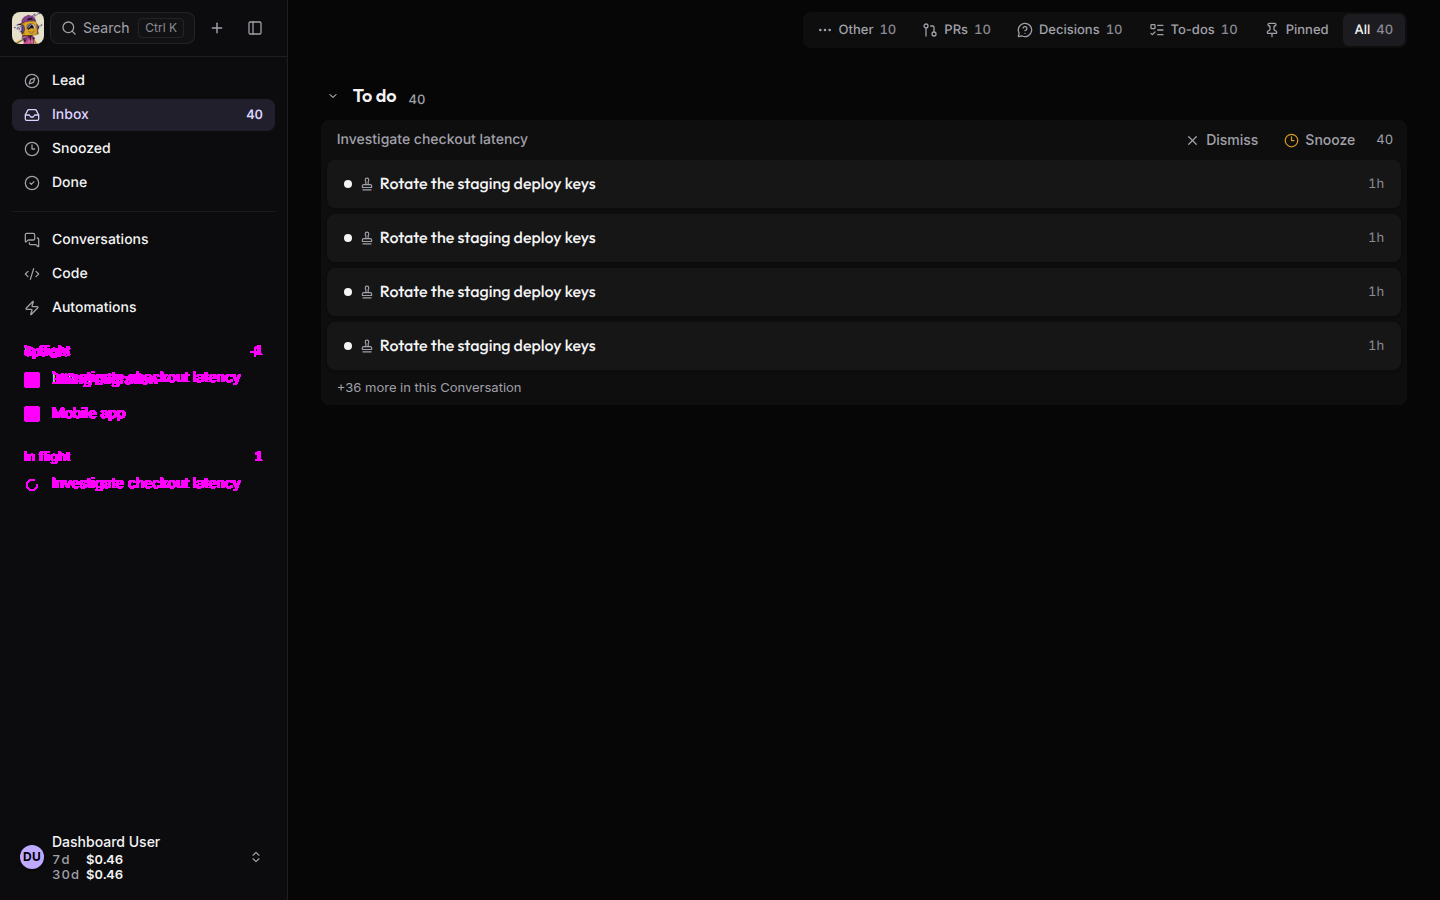 Search Ctrl K
Lead
Inbox 40
Snoozed
Done
Conversations
Code
Automations
checkout latency
Mobile app
In flight 1
Investigate checkout latency
Dashboard User
DU
7d $0.46
30d $0.46
Other 10 PRs 10 Decisions 10 To-dos 10 Pinned All 40
To do 40
Investigate checkout latency Dismiss Snooze 40
Rotate the staging deploy keys 1h
Rotate the staging deploy keys 1h
Rotate the staging deploy keys 1h
Rotate the staging deploy keys 1h
+36 more in this Conversation